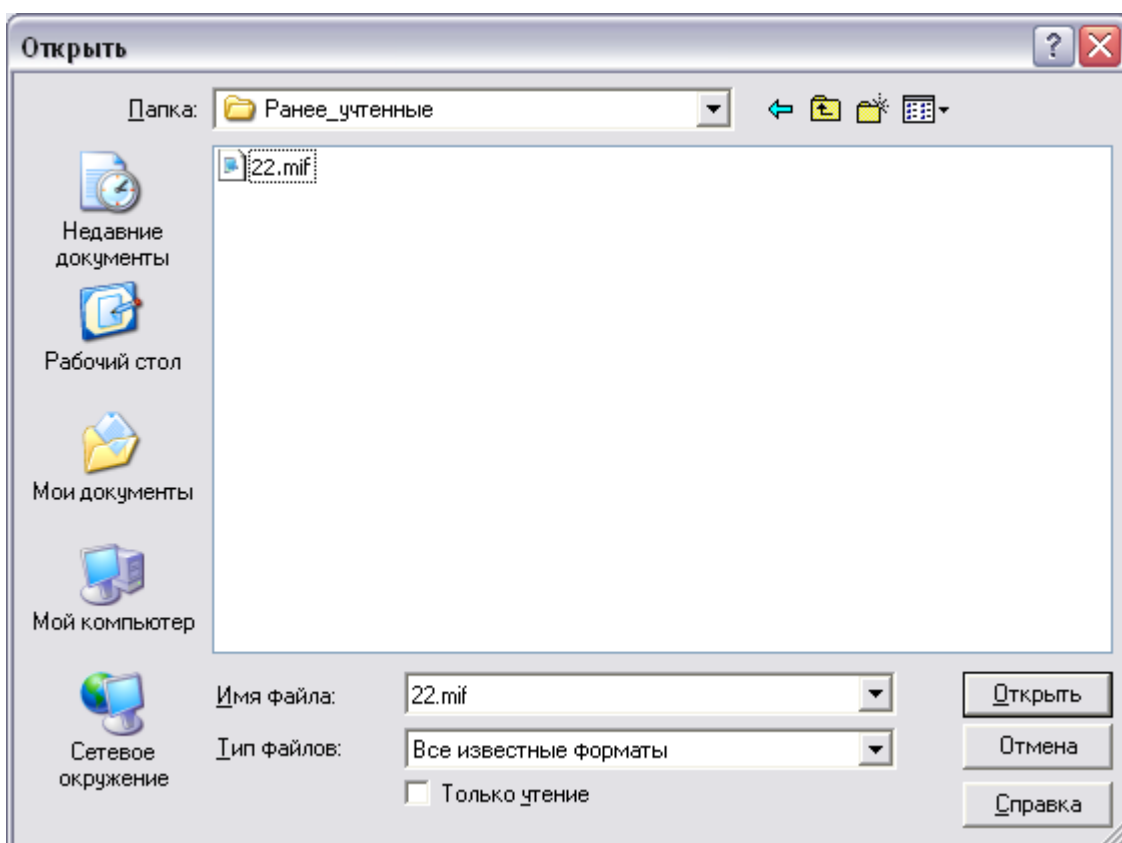 Открыть
Папка:
Ранее_учтенные
22.mif
Недавние
документы
Рабочий стол
Мои документы
Мой компьютер
Сетевое
окружение
Имя файла:
22.mif
Открыть
Тип файлов:
Все известные форматы
Отмена
Только чтение
Справка